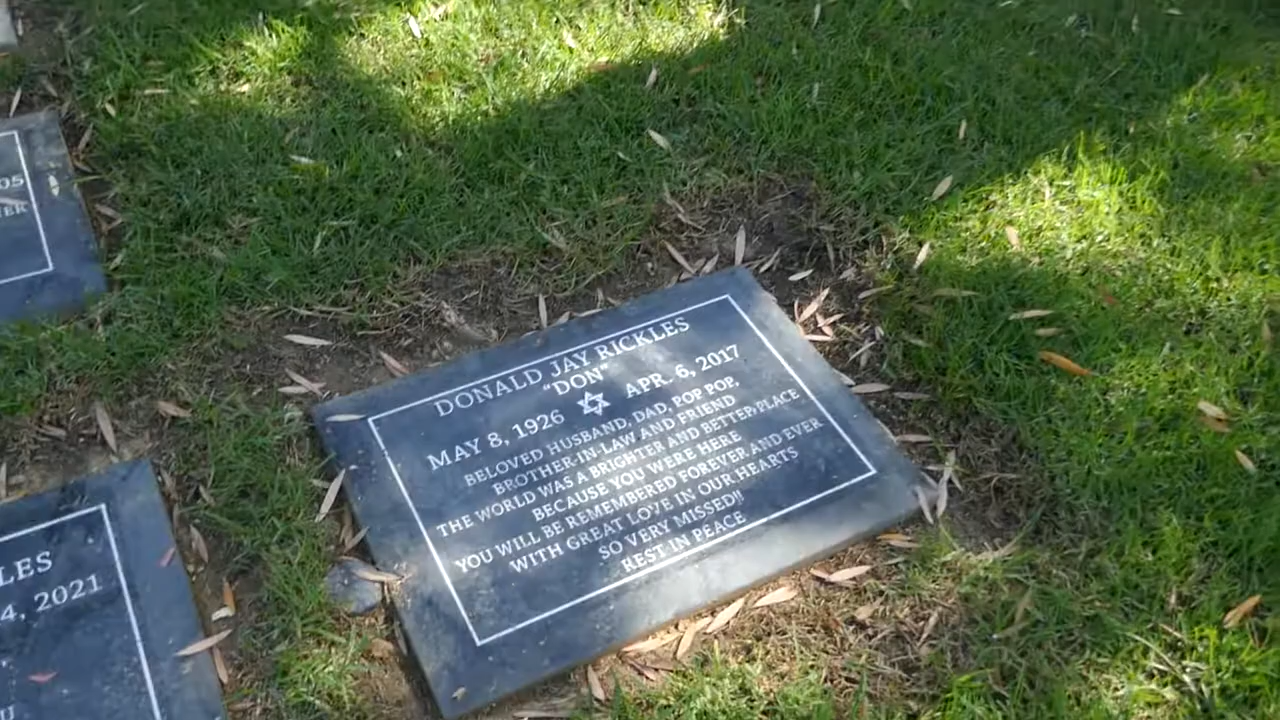 DONALD JAY RICKLES
"DON"
MAY 8, 1926 APR. 6, 2017
BELOVED HUSBAND, DAD, POP POP,
BROTHER-IN-LAW AND FRIEND
THE WORLD WAS A BRIGHTER AND BETTER PLACE
BECAUSE YOU WERE HERE
YOU WILL BE REMEMBERED FOREVER AND EVER
WITH GREAT LOVE IN OUR HEARTS
SO VERY MISSED!!
REST IN PEACE
LES
4, 2021